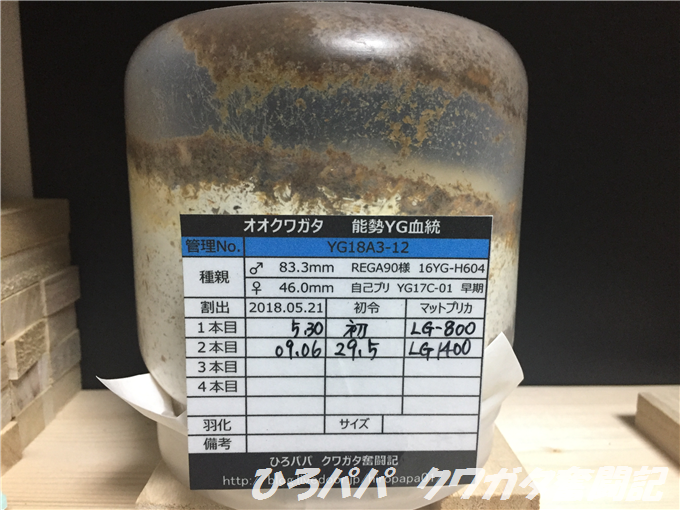 オオクワガタ 能勢YG血統
管理No. YG18A3-12
種親 ♂ 83.3mm REGA90様 16YG-H604
♀ 46.0mm 自己ブリ YG17C-01 早期
割出 2018.05.21 初令 マットプリカ
1本目 5.30 初 LG-800
2本目 09.06 29.5 LG1400
3本目
4本目
羽化 サイズ
備考
ひろパパ クワガタ奮闘記
ひろパパ クワガタ奮闘記